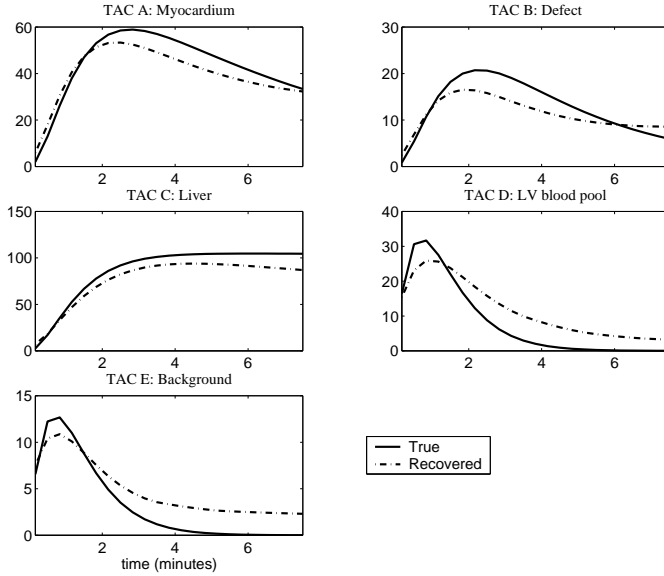 TAC A: Myocardium
60
40
20
0
2 4 6
TAC B: Defect
30
20
10
0
2 4 6
TAC C: Liver
150
100
50
0
2 4 6
TAC D: LV blood pool
40
30
20
10
0
2 4 6
TAC E: Background
15
10
5
0
2 4 6
time (minutes)
True
Recovered